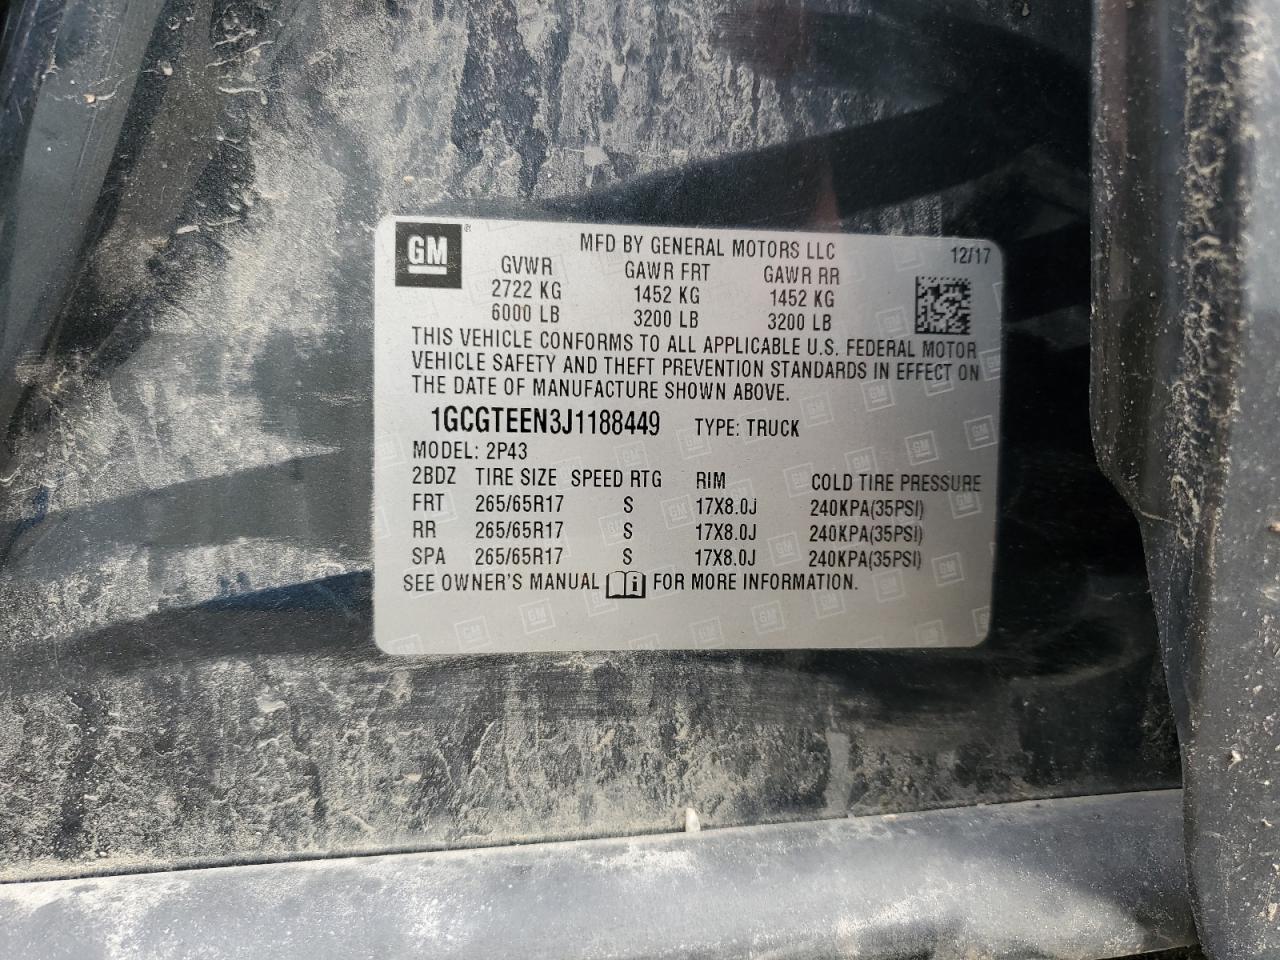 GM®
MFD BY GENERAL MOTORS LLC 12/17
GVWR GAWR FRT GAWR RR
2722 KG 1452 KG 1452 KG
6000 LB 3200 LB 3200 LB
THIS VEHICLE CONFORMS TO ALL APPLICABLE U.S. FEDERAL MOTOR
VEHICLE SAFETY AND THEFT PREVENTION STANDARDS IN EFFECT ON
THE DATE OF MANUFACTURE SHOWN ABOVE.
1GCGTEEN3J1188449 TYPE: TRUCK
MODEL: 2P43
2BDZ TIRE SIZE SPEED RTG RIM COLD TIRE PRESSURE
FRT 265/65R17 S 17X8.0J 240KPA(35PSI)
RR 265/65R17 S 17X8.0J 240KPA(35PSI)
SPA 265/65R17 S 17X8.0J 240KPA(35PSI)
SEE OWNER'S MANUAL FOR MORE INFORMATION.